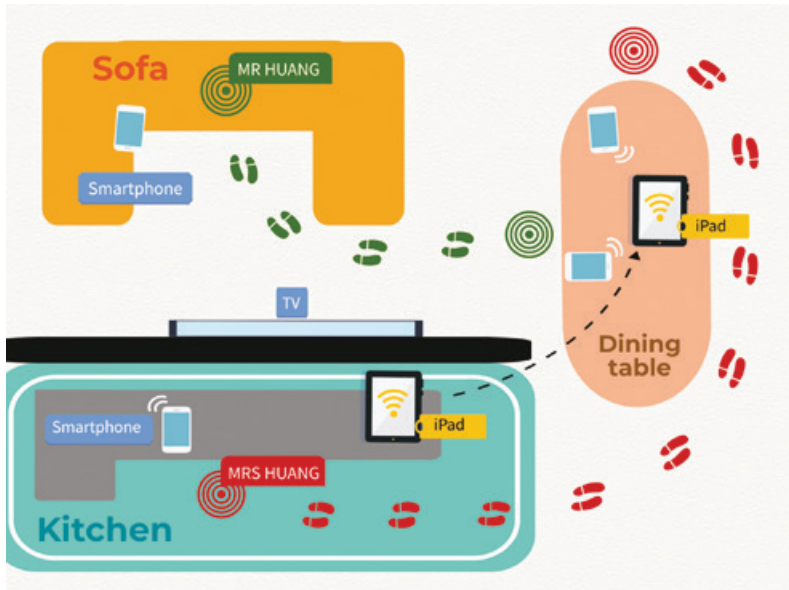 Sofa
MR HUANG
Smartphone
iPad
TV
Dining
table
Smartphone
iPad
MRS HUANG
Kitchen